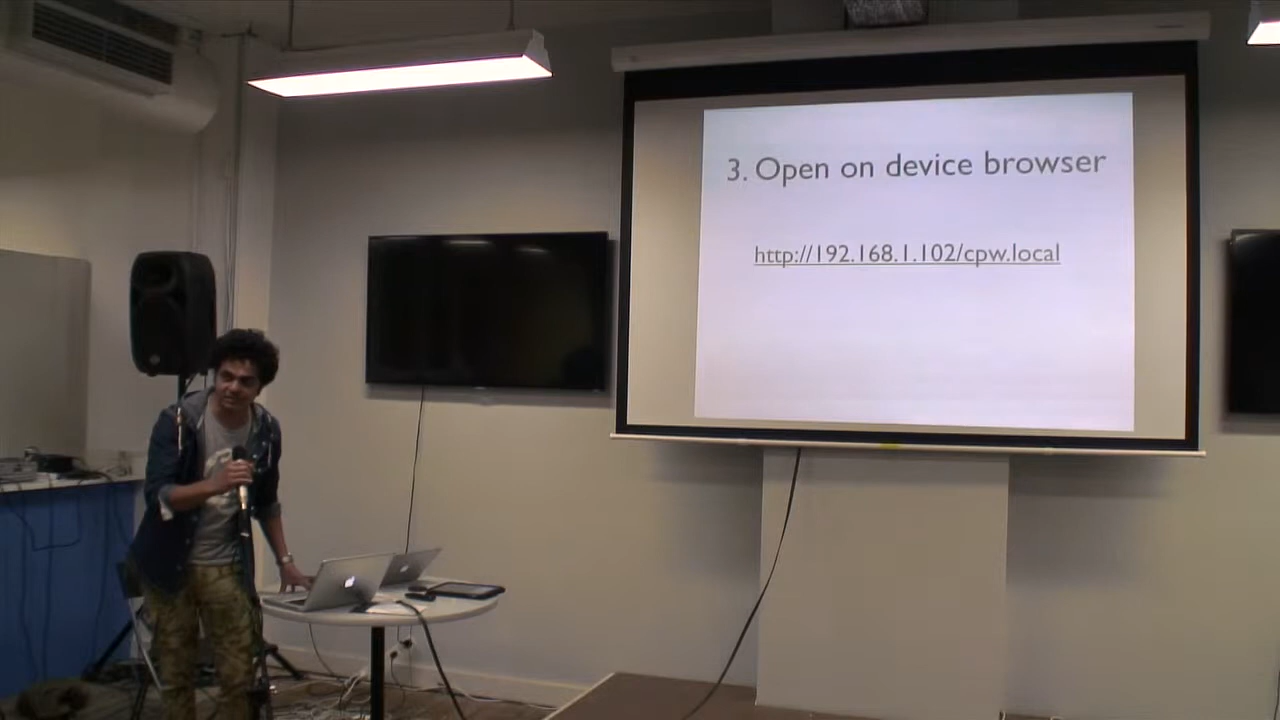 3. Open on device browser
http://192.168.1.102/cpw.local